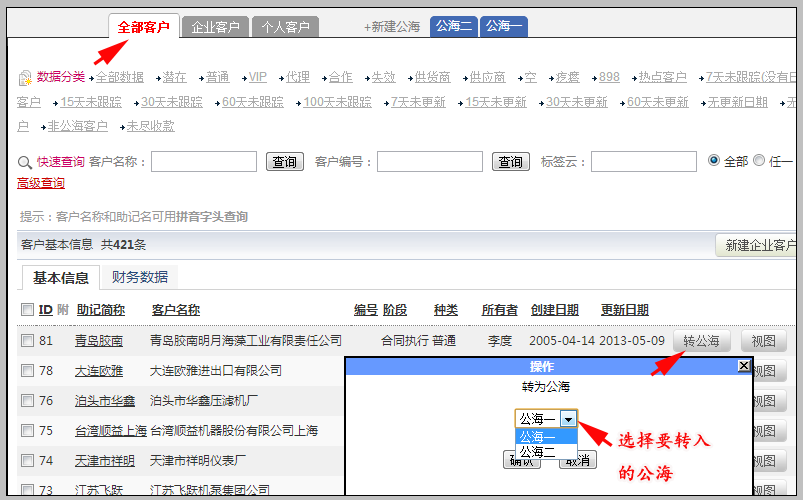 全部客户 企业客户 个人客户 +新建公海 公海二 公海一
数据分类 全部数据 潜在 普通 VIP 代理 合作 失效 供货商 供应商 空 疼痛 898 热点客户 7天未跟踪(没有日
客户 15天未跟踪 30天未跟踪 60天未跟踪 100天未跟踪 7天未更新 15天未更新 30天未更新 60天未更新 无更新日期 无
户 非公海客户 未尽收款
快速查询 客户名称： 查询 客户编号： 查询 标签云： 全部 任一
高级查询
提示：客户名称和助记名可用拼音字头查询
客户基本信息 共421条 新建企业客户
基本信息 财务数据
ID 附 助记简称 客户名称 编号 阶段 种类 所有者 创建日期 更新日期
81 青岛胶南 青岛胶南明月海藻工业有限责任公司 合同执行 普通 李度 2005-04-14 2013-05-09 转公海 视图
78 大连欧雅 大连欧雅进出口有限公司 视图
76 泊头市华鑫 泊头市华鑫压滤机厂 视图
75 台湾顺益上海 台湾顺益机器股份有限公司上海 视图
74 天津市祥明 天津市祥明仪表厂 视图
73 江苏飞跃 江苏飞跃机泵集团公司 视图
操作
转为公海
公海一
公海一
公海二
确认 取消
选择要转入
的公海